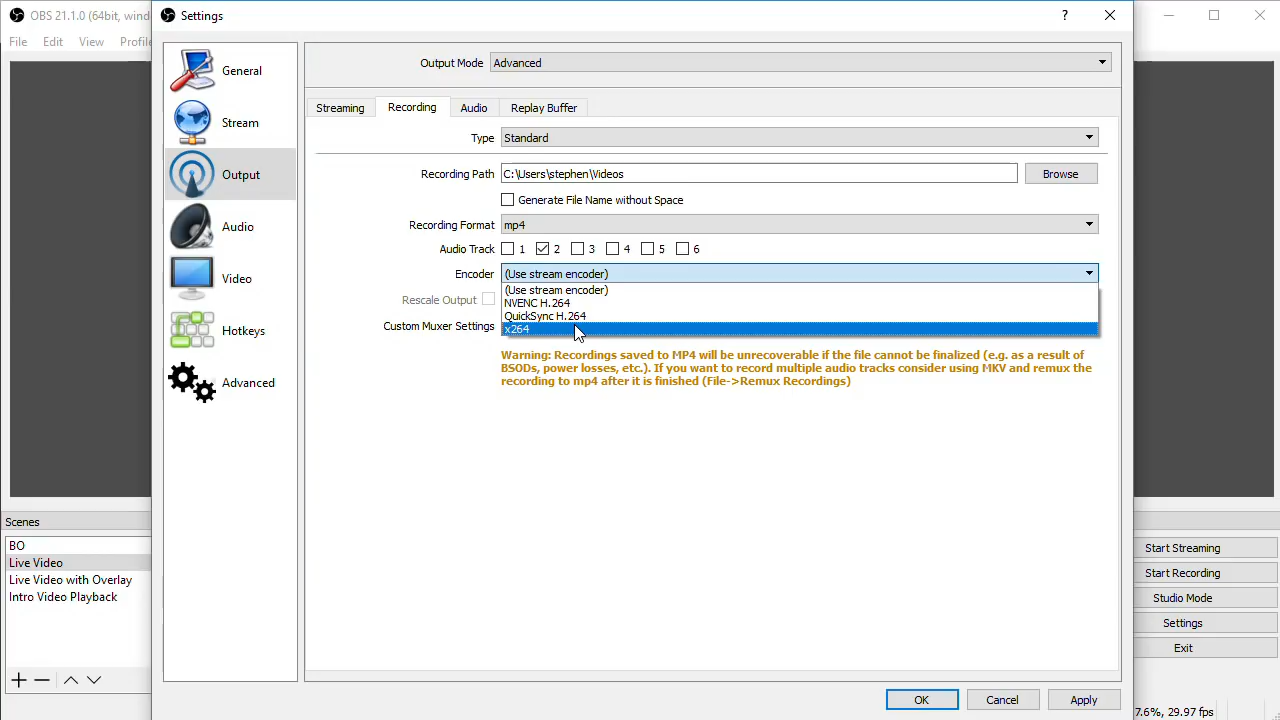 OBS 21.1.0 (64bit, wind
Settings
?
File Edit View Profile
General
Stream
Output
Audio
Video
Hotkeys
Advanced
Output Mode Advanced
Streaming Recording Audio Replay Buffer
Type Standard
Recording Path C:\Users\stephen\Videos Browse
Generate File Name without Space
Recording Format mp4
Audio Track 1 2 3 4 5 6
Encoder (Use stream encoder)
(Use stream encoder)
NVENC H.264
QuickSync H.264
x264
Rescale Output
Custom Muxer Settings
Warning: Recordings saved to MP4 will be unrecoverable if the file cannot be finalized (e.g. as a result of
BSODs, power losses, etc.). If you want to record multiple audio tracks consider using MKV and remux the
recording to mp4 after it is finished (File->Remux Recordings)
Scenes
BO
Live Video
Live Video with Overlay
Intro Video Playback
Start Streaming
Start Recording
Studio Mode
Settings
Exit
OK Cancel Apply
7.6%, 29.97 fps